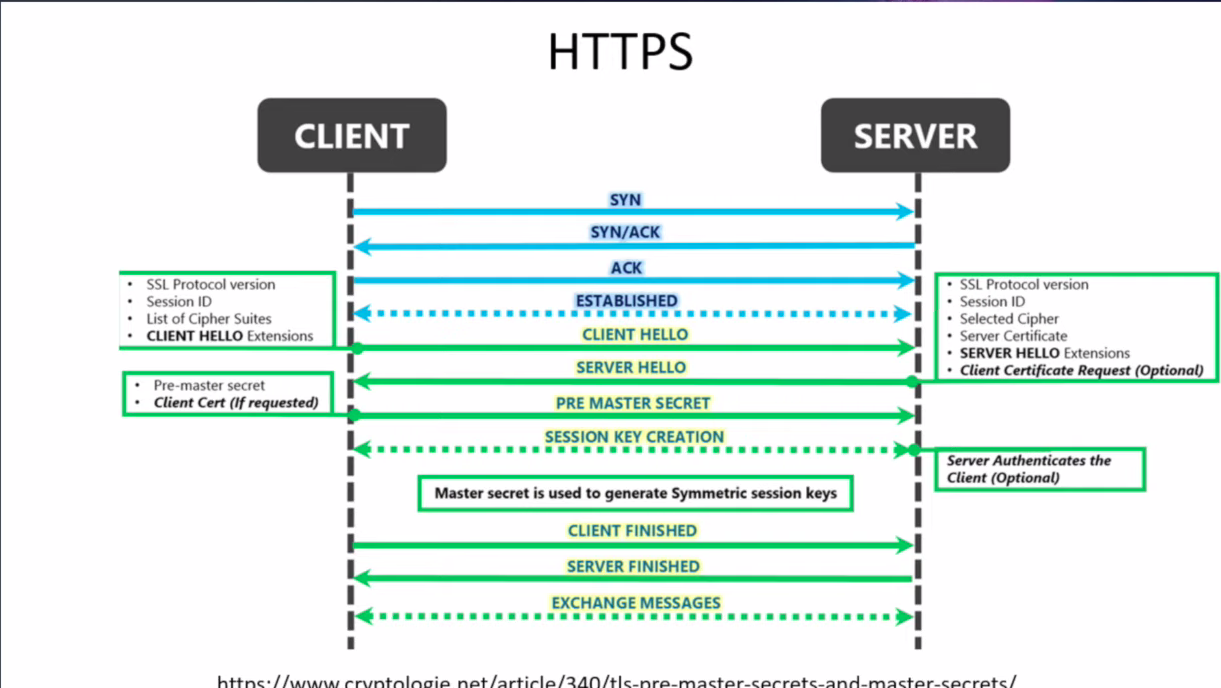 HTTPS
CLIENT
SERVER
SYN
SYN/ACK
ACK
ESTABLISHED
• SSL Protocol version
• Session ID
• List of Cipher Suites
• CLIENT HELLO Extensions
• SSL Protocol version
• Session ID
• Selected Cipher
• Server Certificate
• SERVER HELLO Extensions
• Client Certificate Request (Optional)
CLIENT HELLO
SERVER HELLO
• Pre-master secret
• Client Cert (If requested)
PRE MASTER SECRET
SESSION KEY CREATION
Server Authenticates the
Client (Optional)
Master secret is used to generate Symmetric session keys
CLIENT FINISHED
SERVER FINISHED
EXCHANGE MESSAGES
https://www.cryptologie.net/article/340/tls-pre-master-secrets-and-master-secrets/